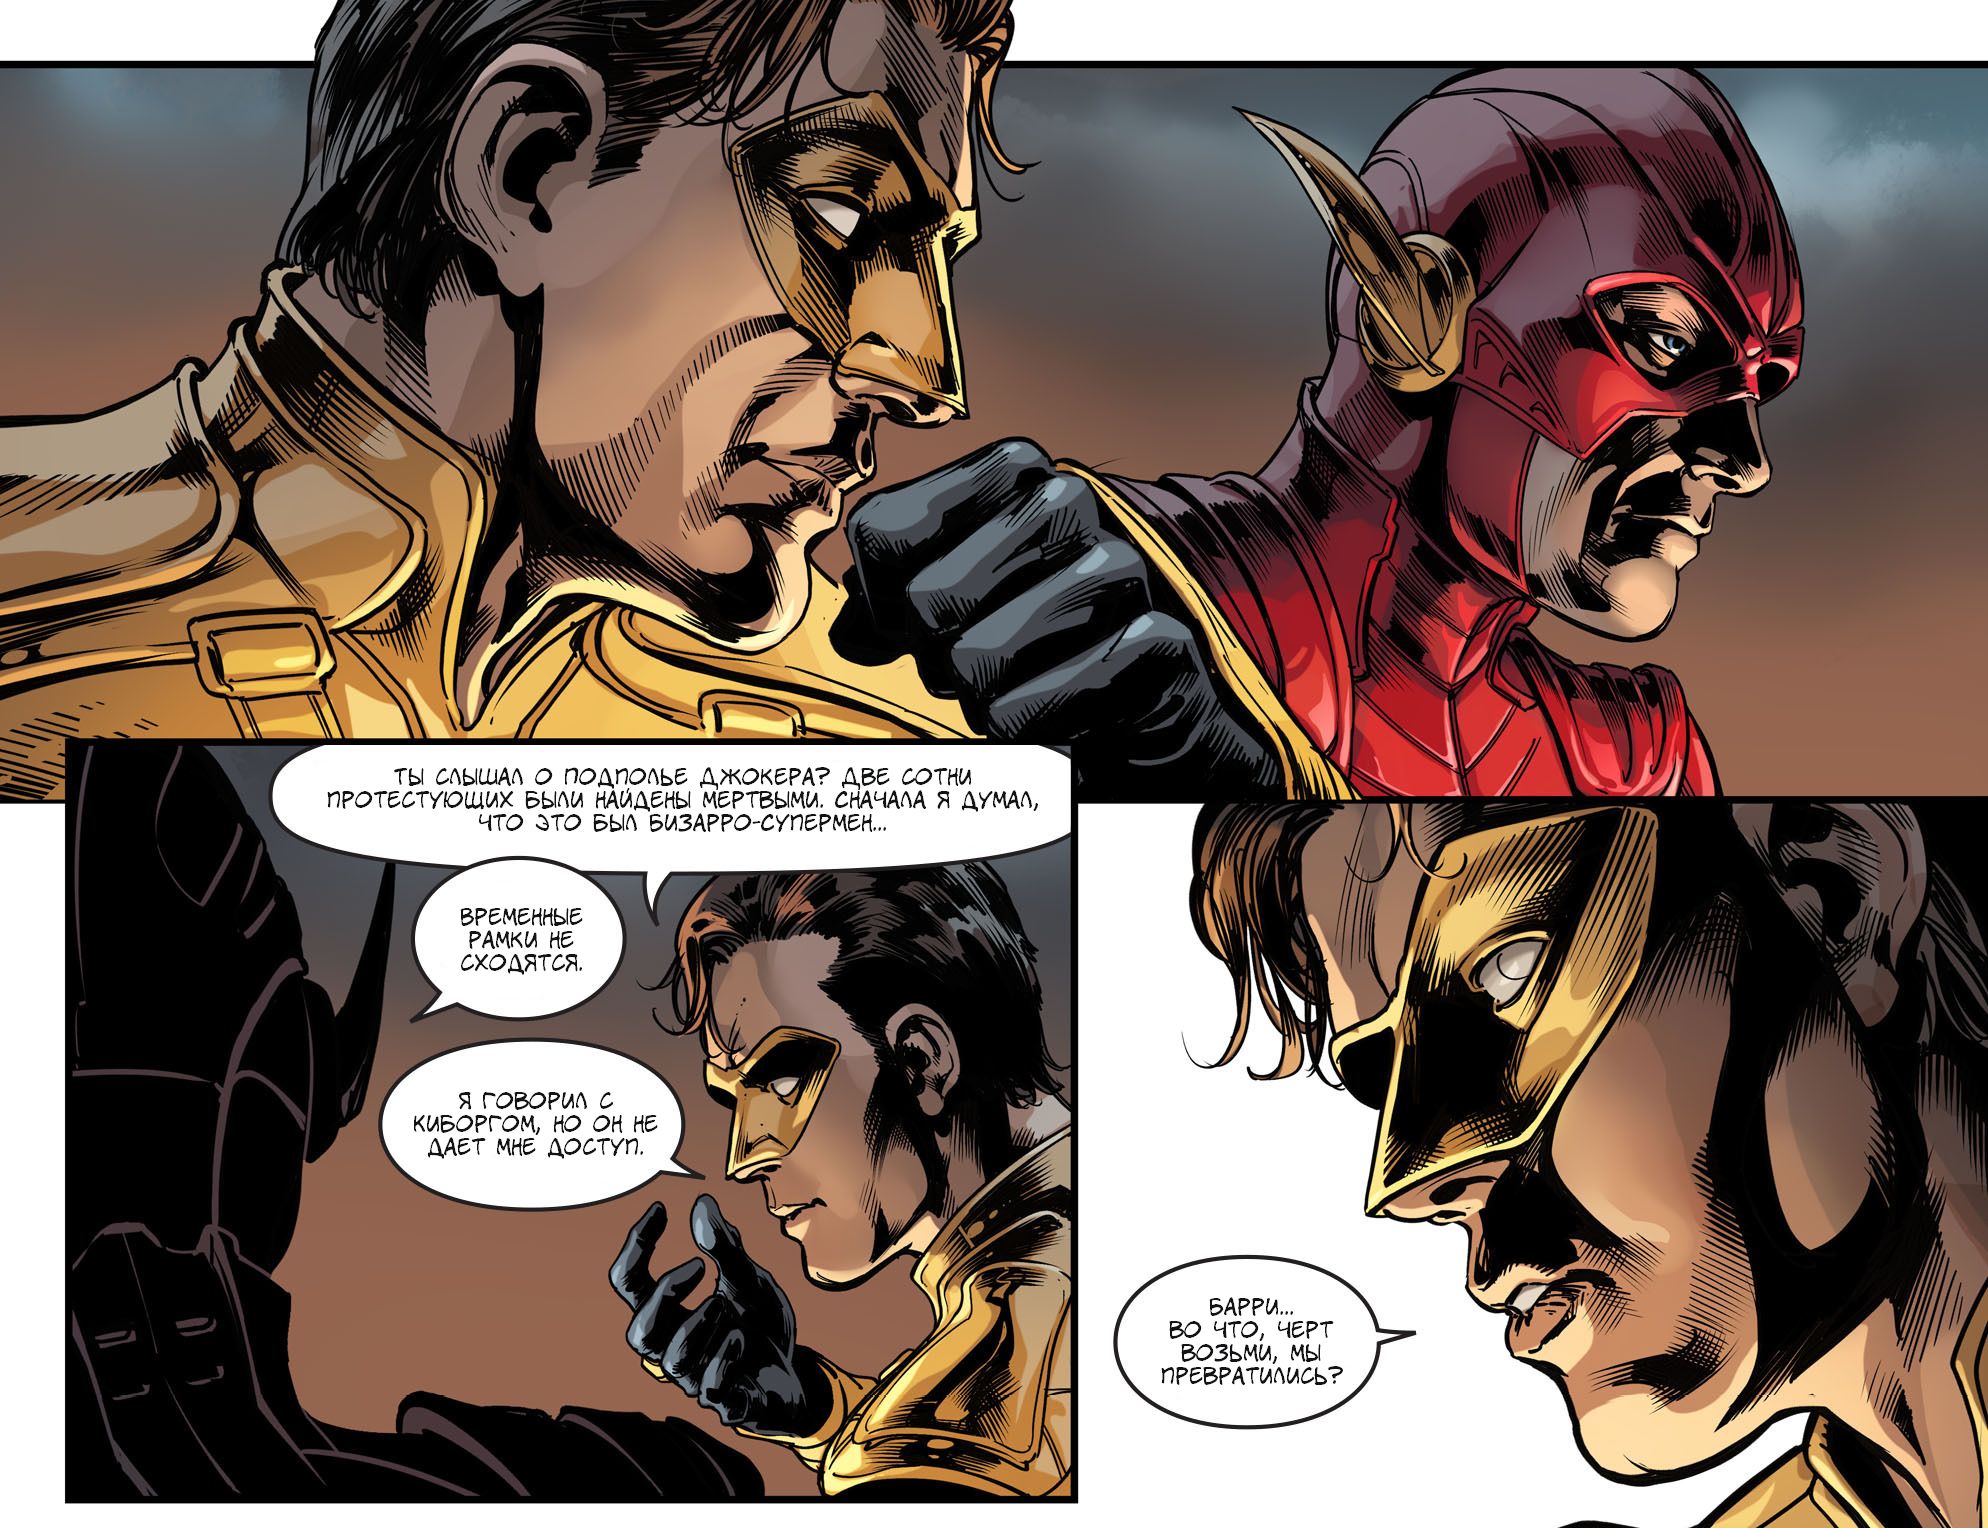 ТЫ СЛЫШАЛ О ПОДПОЛЬЕ ДЖОКЕРА? ДВЕ СОТНИ
ПРОТЕСТУЮЩИХ БЫЛИ НАЙДЕНЫ МЕРТВЫМИ. СНАЧАЛА Я ДУМАЛ,
ЧТО ЭТО БЫЛ БИЗАРРО-СУПЕРМЕН...
ВРЕМЕННЫЕ
РАМКИ НЕ
СХОДЯТСЯ.
Я ГОВОРИЛ С
КИБОРГОМ, НО ОН НЕ
ДАЕТ МНЕ ДОСТУП.
БАРРИ...
ВО ЧТО, ЧЕРТ
ВОЗЬМИ, МЫ
ПРЕВРАТИЛИСЬ?